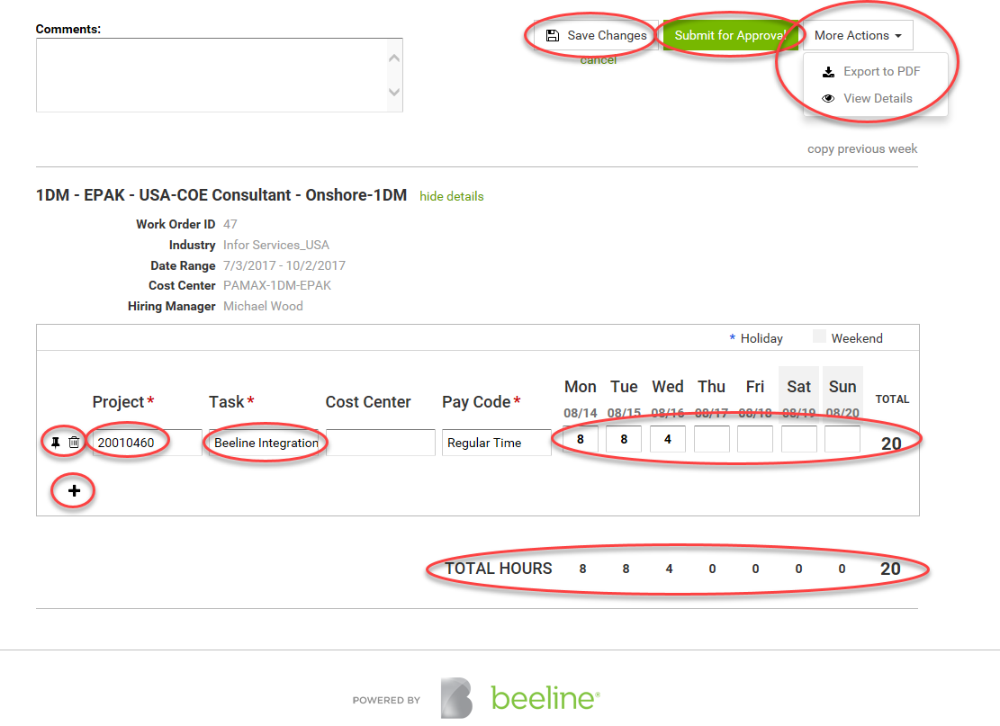 Comments:
Save Changes
Submit for Approval
More Actions
cancel
Export to PDF
View Details
copy previous week
1DM - EPAK - USA-COE Consultant - Onshore-1DM hide details
Work Order ID 47
Industry Infor Services_USA
Date Range 7/3/2017 - 10/2/2017
Cost Center PAMAX-1DM-EPAK
Hiring Manager Michael Wood
* Holiday Weekend
Mon Tue Wed Thu Fri Sat Sun
Project * Task * Cost Center Pay Code * TOTAL
08/14 08/15 08/16 08/17 08/18 08/19 08/20
20010460 Beeline Integration Regular Time 8 8 4 20
TOTAL HOURS 8 8 4 0 0 0 0 20
POWERED BY B beeline®